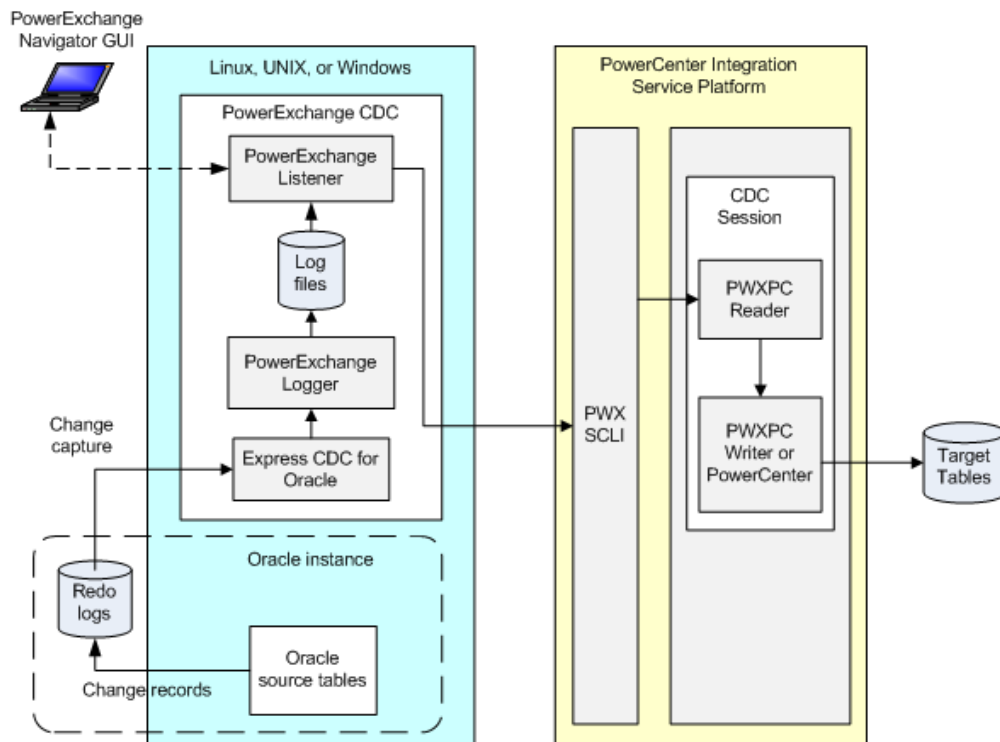 PowerExchange
Navigator GUI
Linux, UNIX, or Windows
PowerExchange CDC
PowerExchange
Listener
Log
files
PowerExchange
Logger
Express CDC for
Oracle
Change
capture
Oracle instance
Redo
logs
Oracle
source tables
Change records
PowerCenter Integration
Service Platform
PWX
SCLI
CDC
Session
PWXPC
Reader
PWXPC
Writer or
PowerCenter
Target
Tables